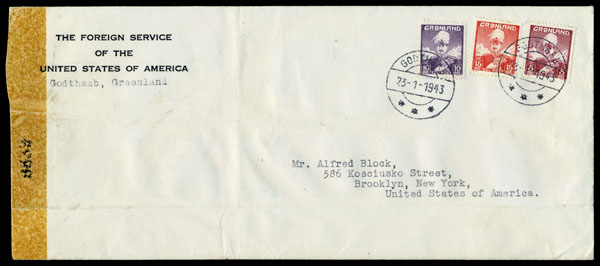 THE FOREIGN SERVICE
OF THE
UNITED STATES OF AMERICA
Godthaab, Greenland
GRØNLAND
GRØNLAND
GRØNLAND
23-1-1943
Mr. Alfred Block,
586 Kosciusko Street,
Brooklyn, New York,
United States of America.